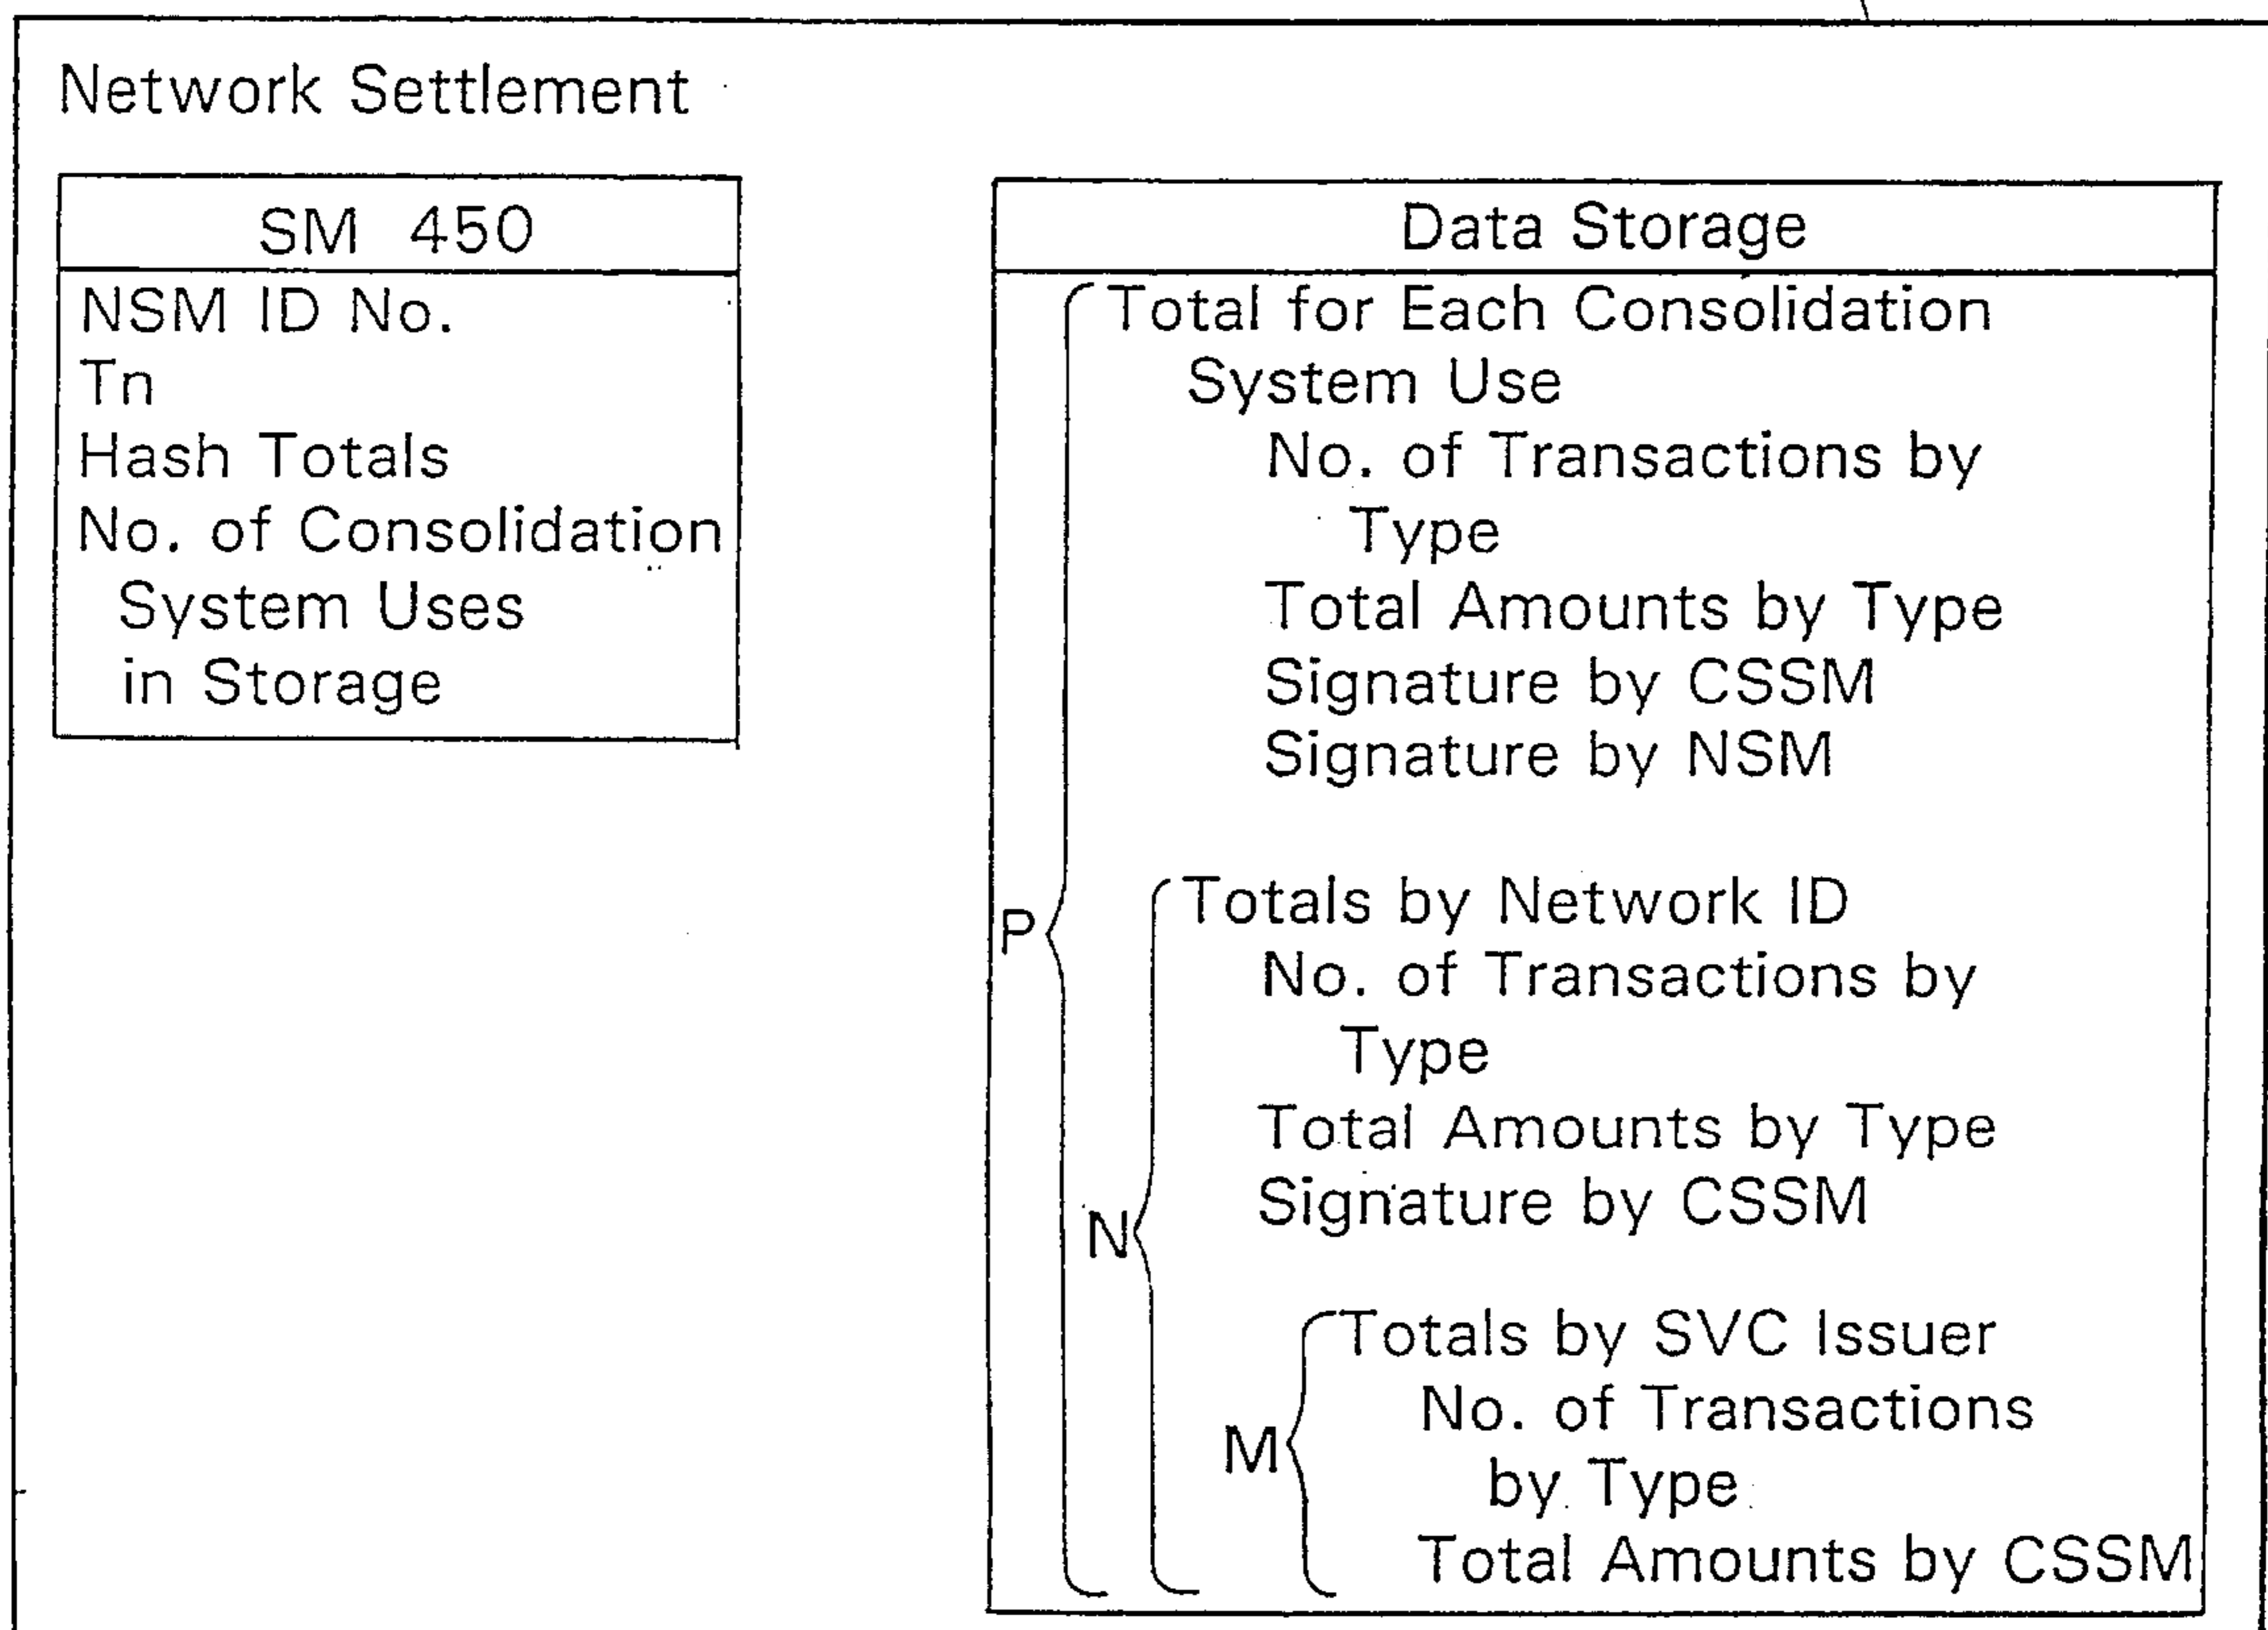 Network Settlement
SM 450
NSM ID No.
Tn
Hash Totals
No. of Consolidation
System Uses
in Storage
Data Storage
Total for Each Consolidation
System Use
No. of Transactions by
Type
Total Amounts by Type
Signature by CSSM
Signature by NSM
P
Totals by Network ID
No. of Transactions by
Type
Total Amounts by Type
Signature by CSSM
N
Totals by SVC Issuer
No. of Transactions
M
by Type
Total Amounts by CSSM